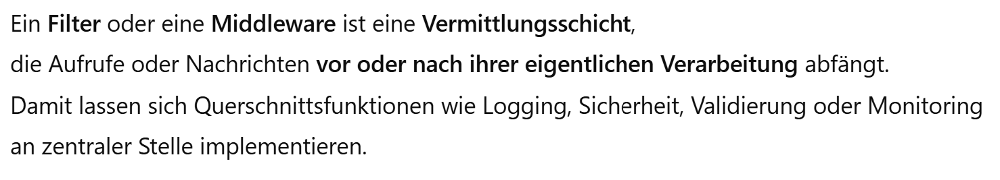 Ein Filter oder eine Middleware ist eine Vermittlungsschicht,
die Aufrufe oder Nachrichten vor oder nach ihrer eigentlichen Verarbeitung abfängt.
Damit lassen sich Querschnittsfunktionen wie Logging, Sicherheit, Validierung oder Monitoring
an zentraler Stelle implementieren.